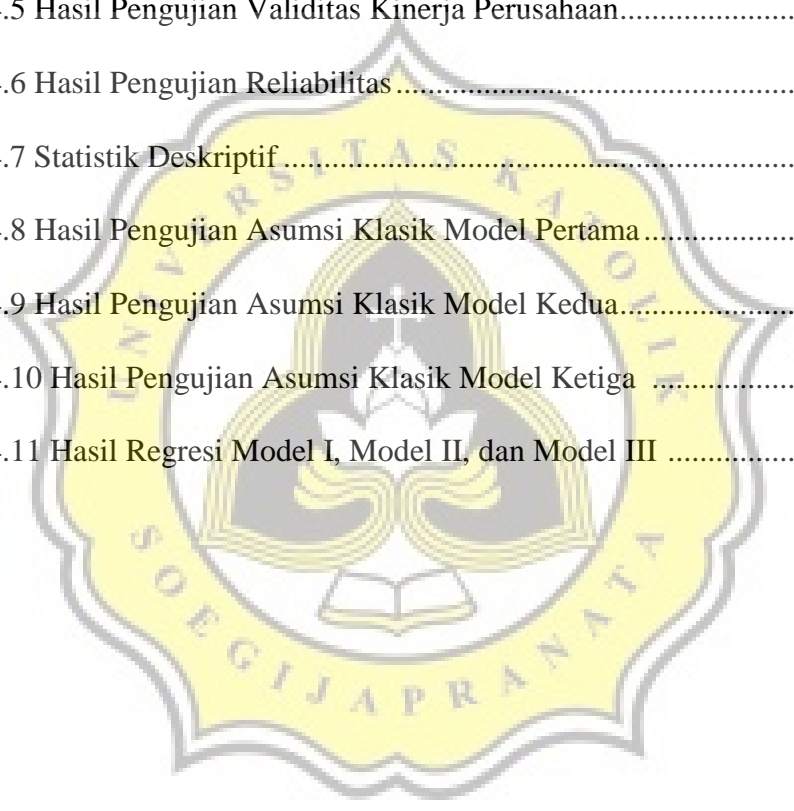 .5 Hasil Pengujian Validitas Kinerja Perusahaan......................
.6 Hasil Pengujian Reliabilitas..................................................
.7 Statistik Deskriptif ................................................................
.8 Hasil Pengujian Asumsi Klasik Model Pertama...................
.9 Hasil Pengujian Asumsi Klasik Model Kedua......................
.10 Hasil Pengujian Asumsi Klasik Model Ketiga ..................
.11 Hasil Regresi Model I, Model II, dan Model III ................
UNIVERSITAS KATOLIK
SOEGIJAPRANATA